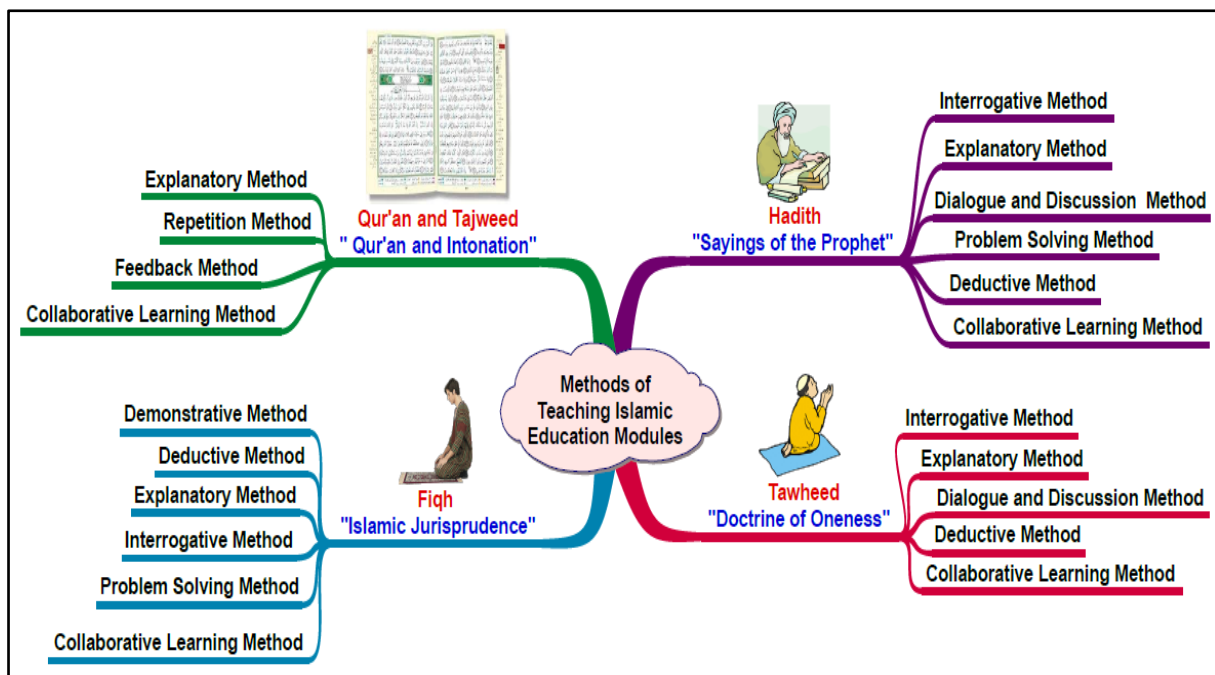 Methods of
Teaching Islamic
Education Modules
Qur'an and Tajweed
" Qur'an and Intonation"
Explanatory Method
Repetition Method
Feedback Method
Collaborative Learning Method
Hadith
"Sayings of the Prophet"
Interrogative Method
Explanatory Method
Dialogue and Discussion Method
Problem Solving Method
Deductive Method
Collaborative Learning Method
Fiqh
"Islamic Jurisprudence"
Demonstrative Method
Deductive Method
Explanatory Method
Interrogative Method
Problem Solving Method
Collaborative Learning Method
Tawheed
"Doctrine of Oneness"
Interrogative Method
Explanatory Method
Dialogue and Discussion Method
Deductive Method
Collaborative Learning Method